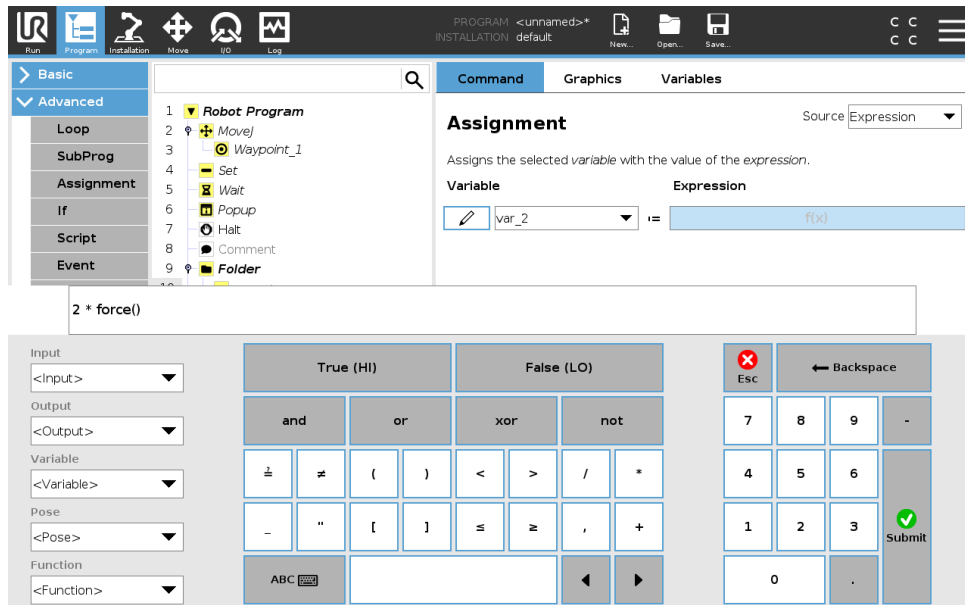 PROGRAM <unnamed>*
INSTALLATION default
Run
Program
Installation
Move
I/O
Log
New...
Open...
Save...
C C
C C
Basic
Advanced
Loop
SubProg
Assignment
If
Script
Event
1 Robot Program
2 MoveJ
3 Waypoint_1
4 Set
5 Wait
6 Popup
7 Halt
8 Comment
9 Folder
Command Graphics Variables
Assignment
Source Expression
Assigns the selected variable with the value of the expression.
Variable Expression
var_2 := f(x)
2 * force()
Input
<Input>
Output
<Output>
Variable
<Variable>
Pose
<Pose>
Function
<Function>
True (HI) False (LO)
and or xor not
≟ ≠ ( ) < > / *
_ " [ ] ≤ ≥ , +
ABC
Esc Backspace
7 8 9 -
4 5 6
1 2 3 Submit
0 .